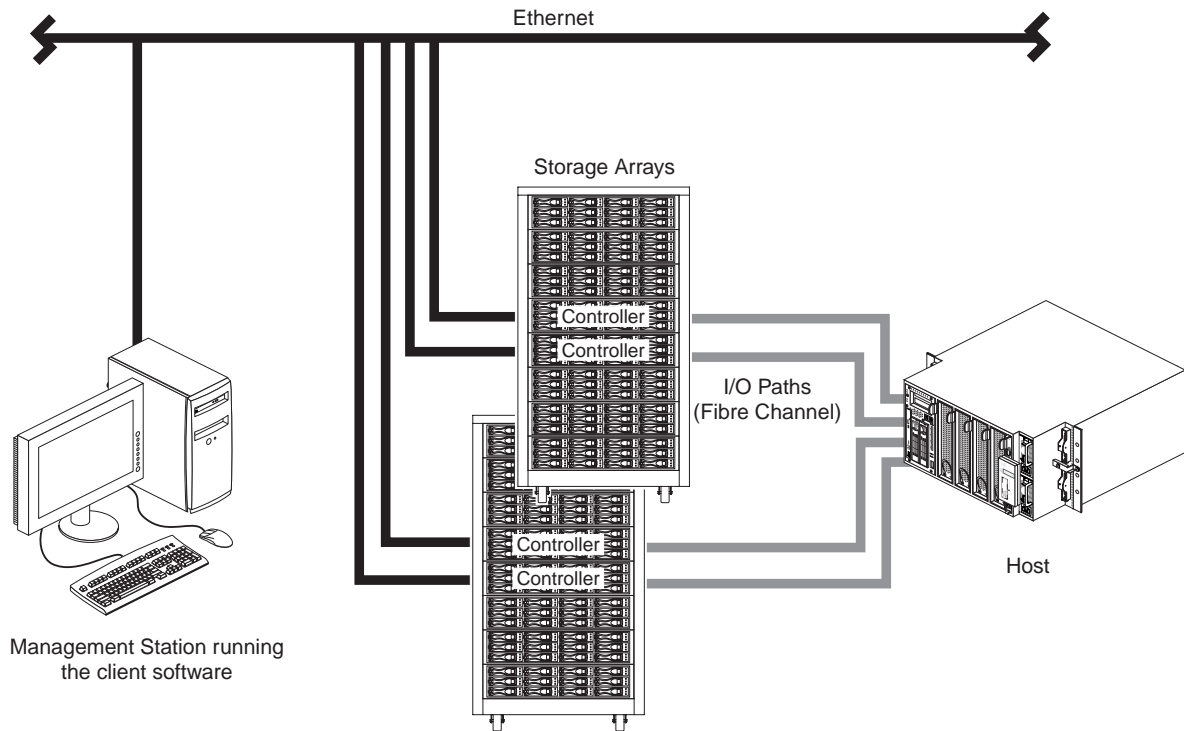 Ethernet
Storage Arrays
Controller
Controller
I/O Paths
(Fibre Channel)
Controller
Controller
Host
Management Station running
the client software